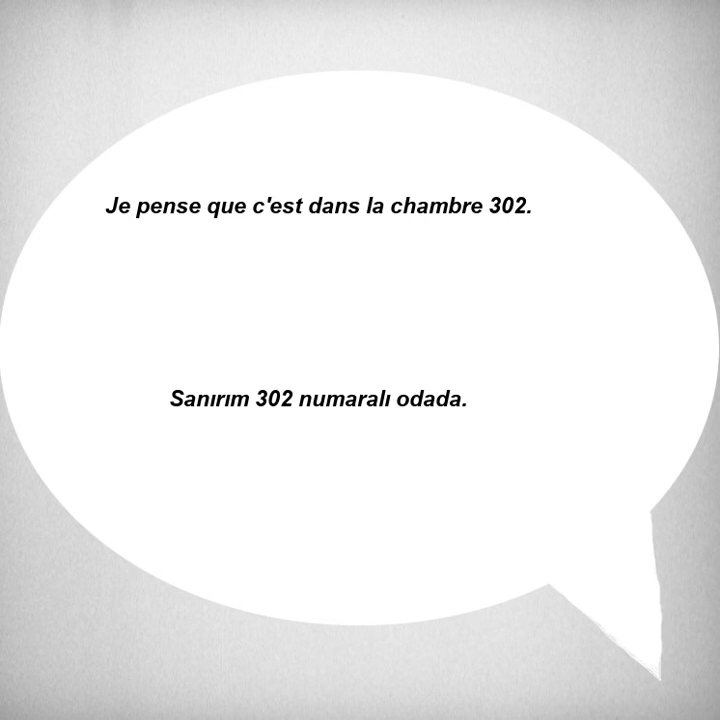 Je pense que c'est dans la chambre 302.
Sanırım 302 numaralı odada.